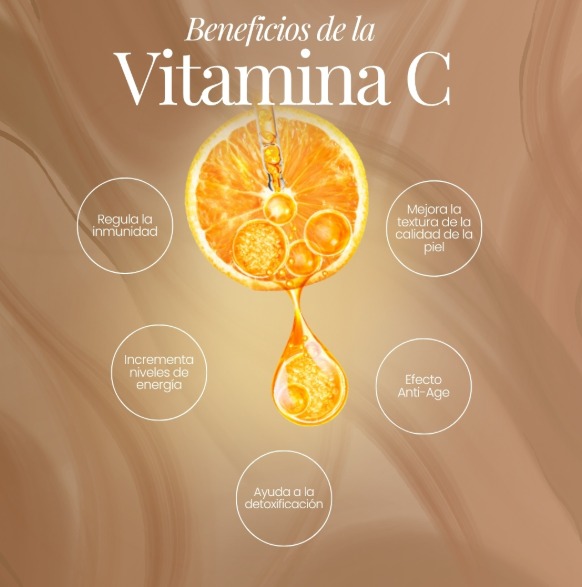 Beneficios de la
Vitamina C
Regula la
inmunidad
Mejora la
textura de la
calidad de la
piel
Incrementa
niveles de
energía
Efecto
Anti-Age
Ayuda a la
detoxificación